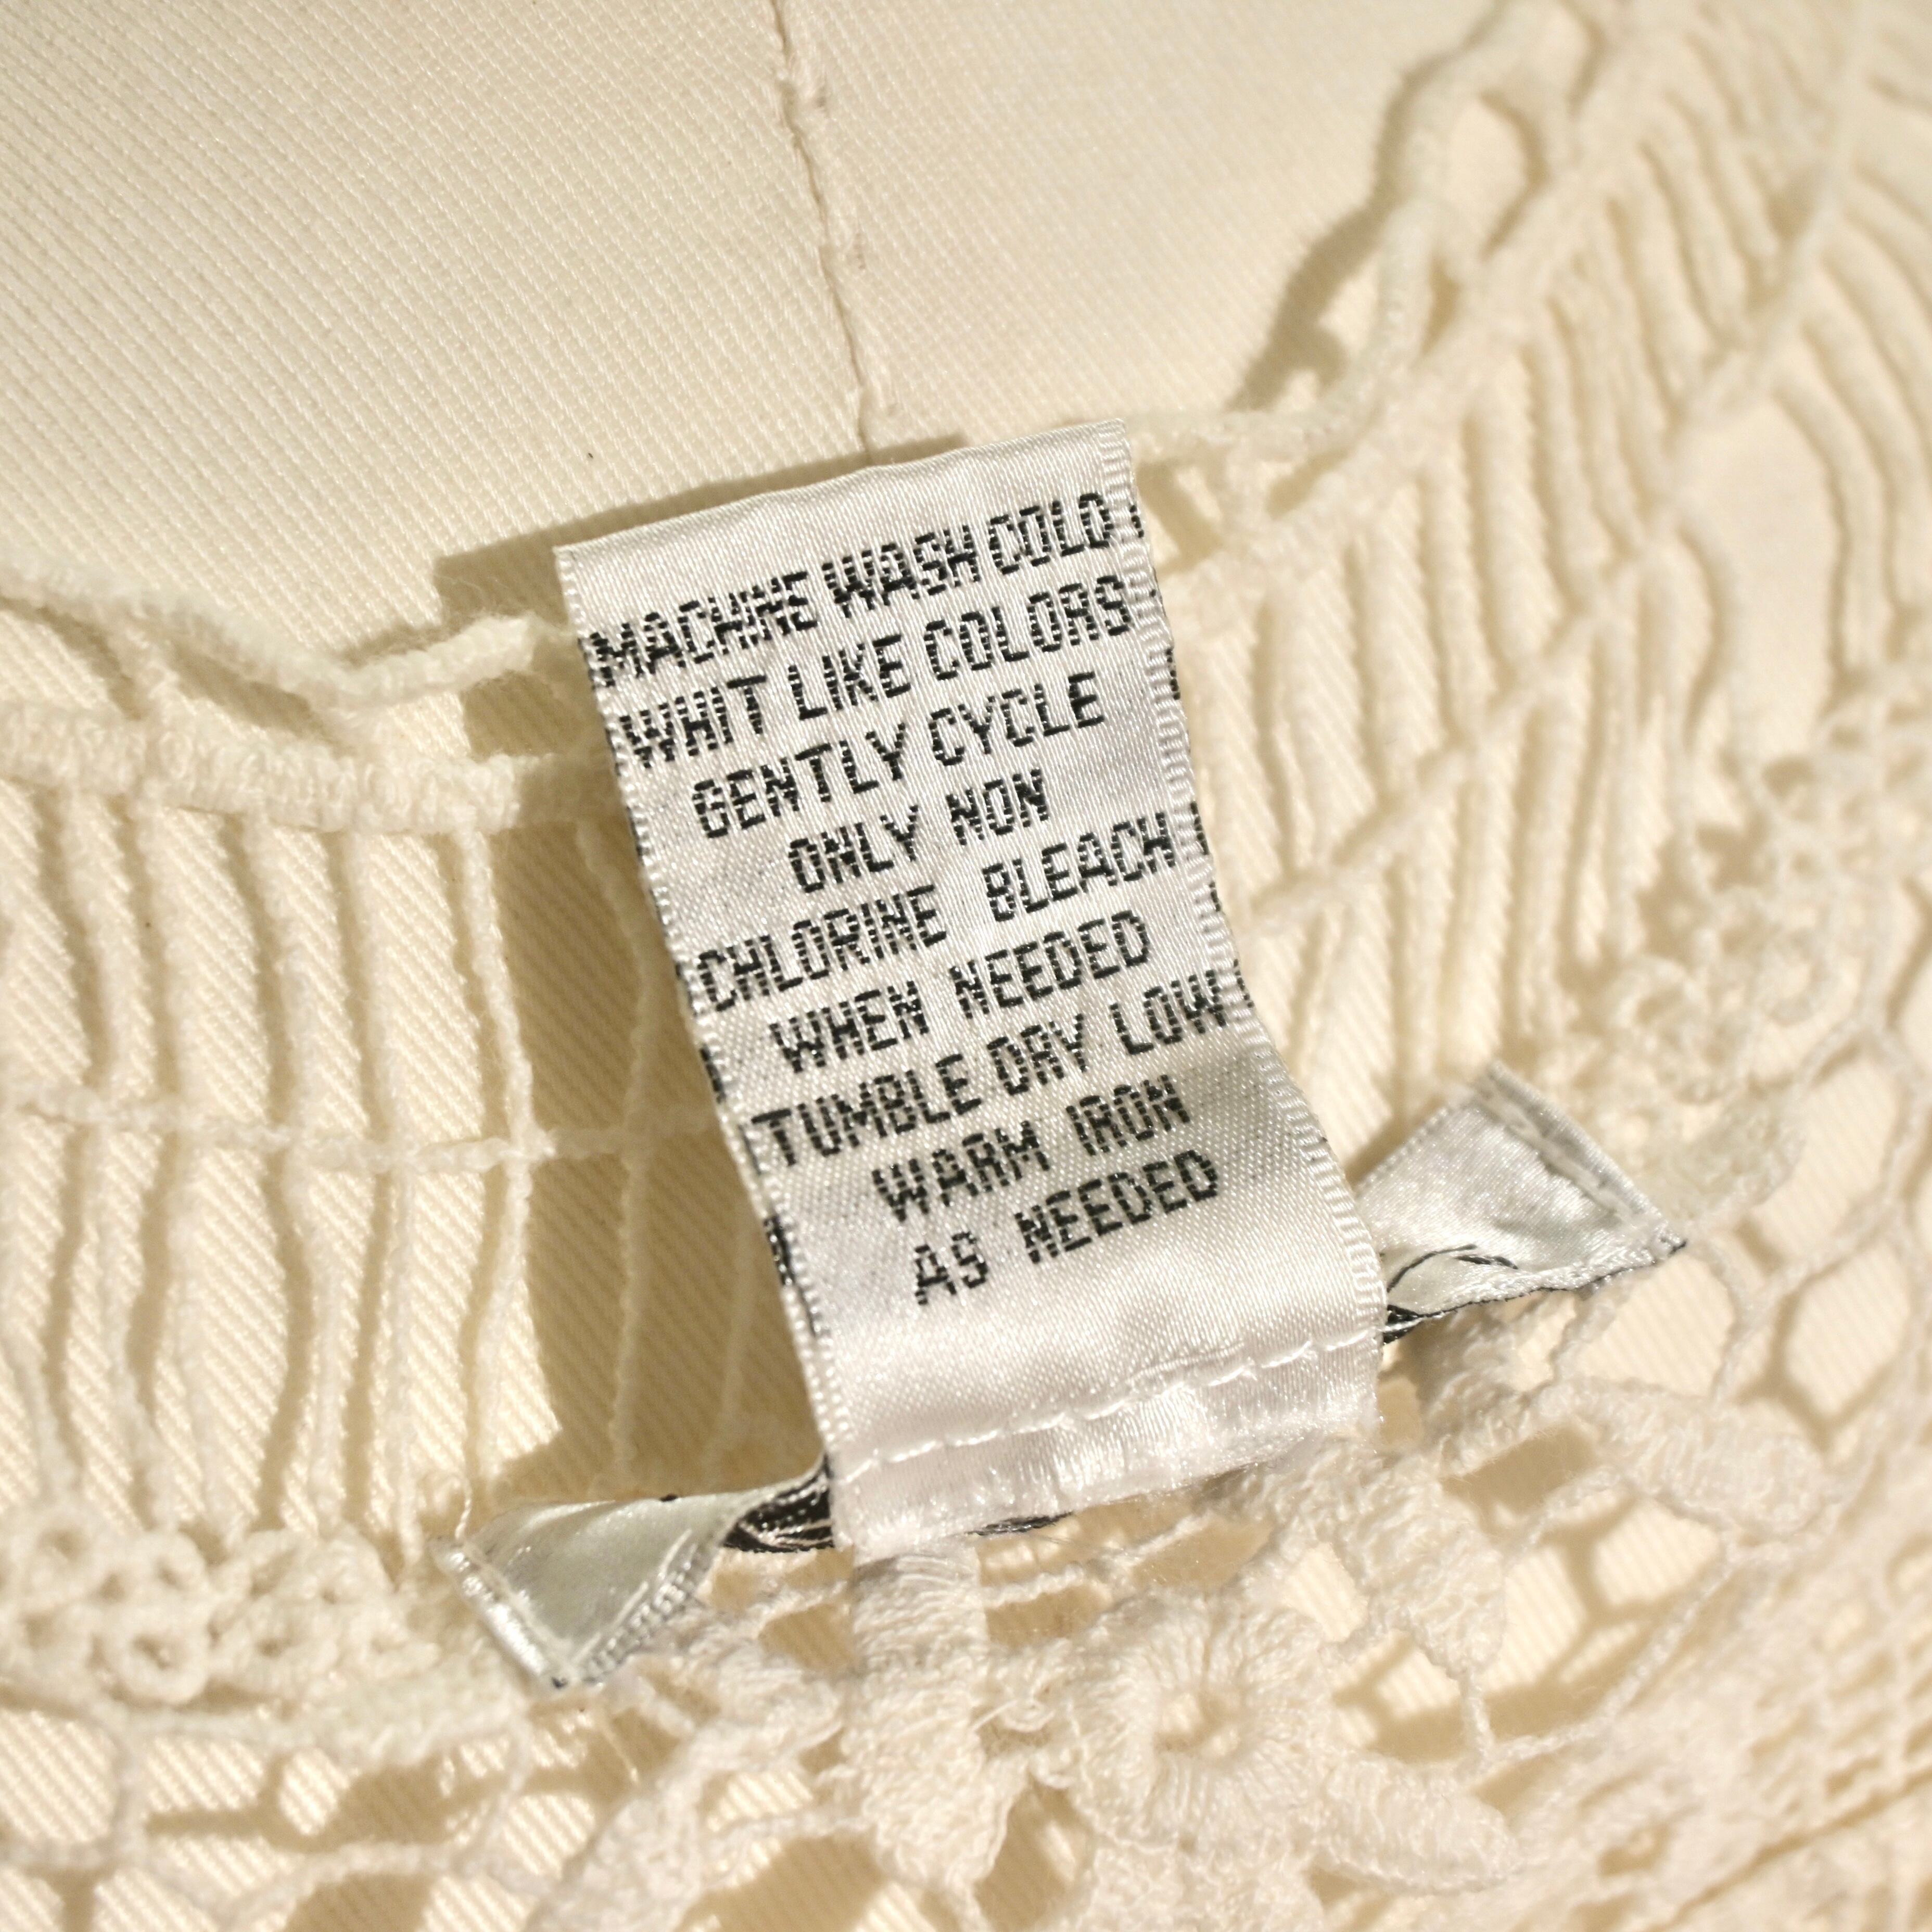 MACHINE WASH COLD
WHIT LIKE COLORS
GENTLY CYCLE
ONLY NON
CHLORINE BLEACH
WHEN NEEDED
TUMBLE DRY LOW
WARM IRON
AS NEEDED